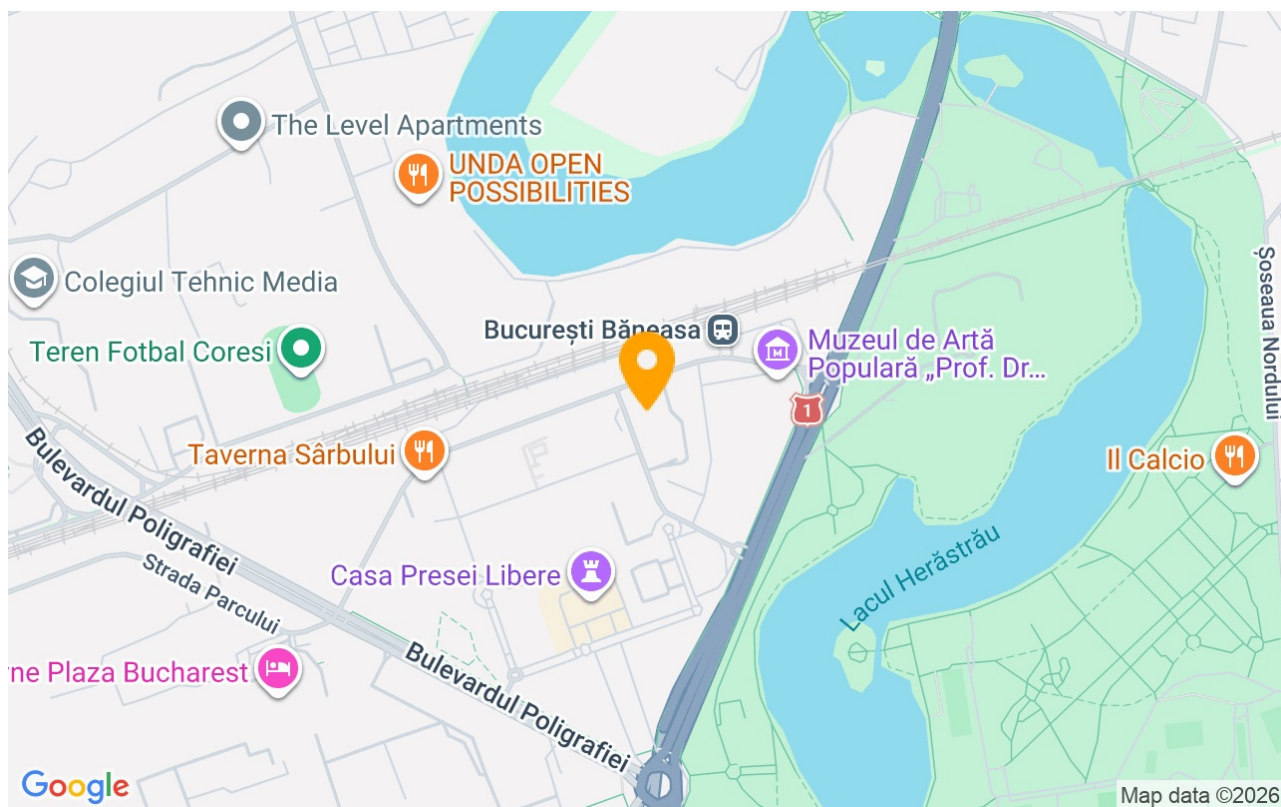 The Level Apartments
UNDA OPEN
POSSIBILITIES
Colegiul Tehnic Media
Șoseaua Nordului
București Băneasa
Teren Fotbal Coresi
Muzeul de Artă
Populară „Prof. Dr...
1
Taverna Sârbului
Il Calcio
Bulevardul Poligrafiei
Strada Parcului
Casa Presei Libere
Lacul Herăstrău
ne Plaza Bucharest
Bulevardul Poligrafiei
Google
Map data ©2026